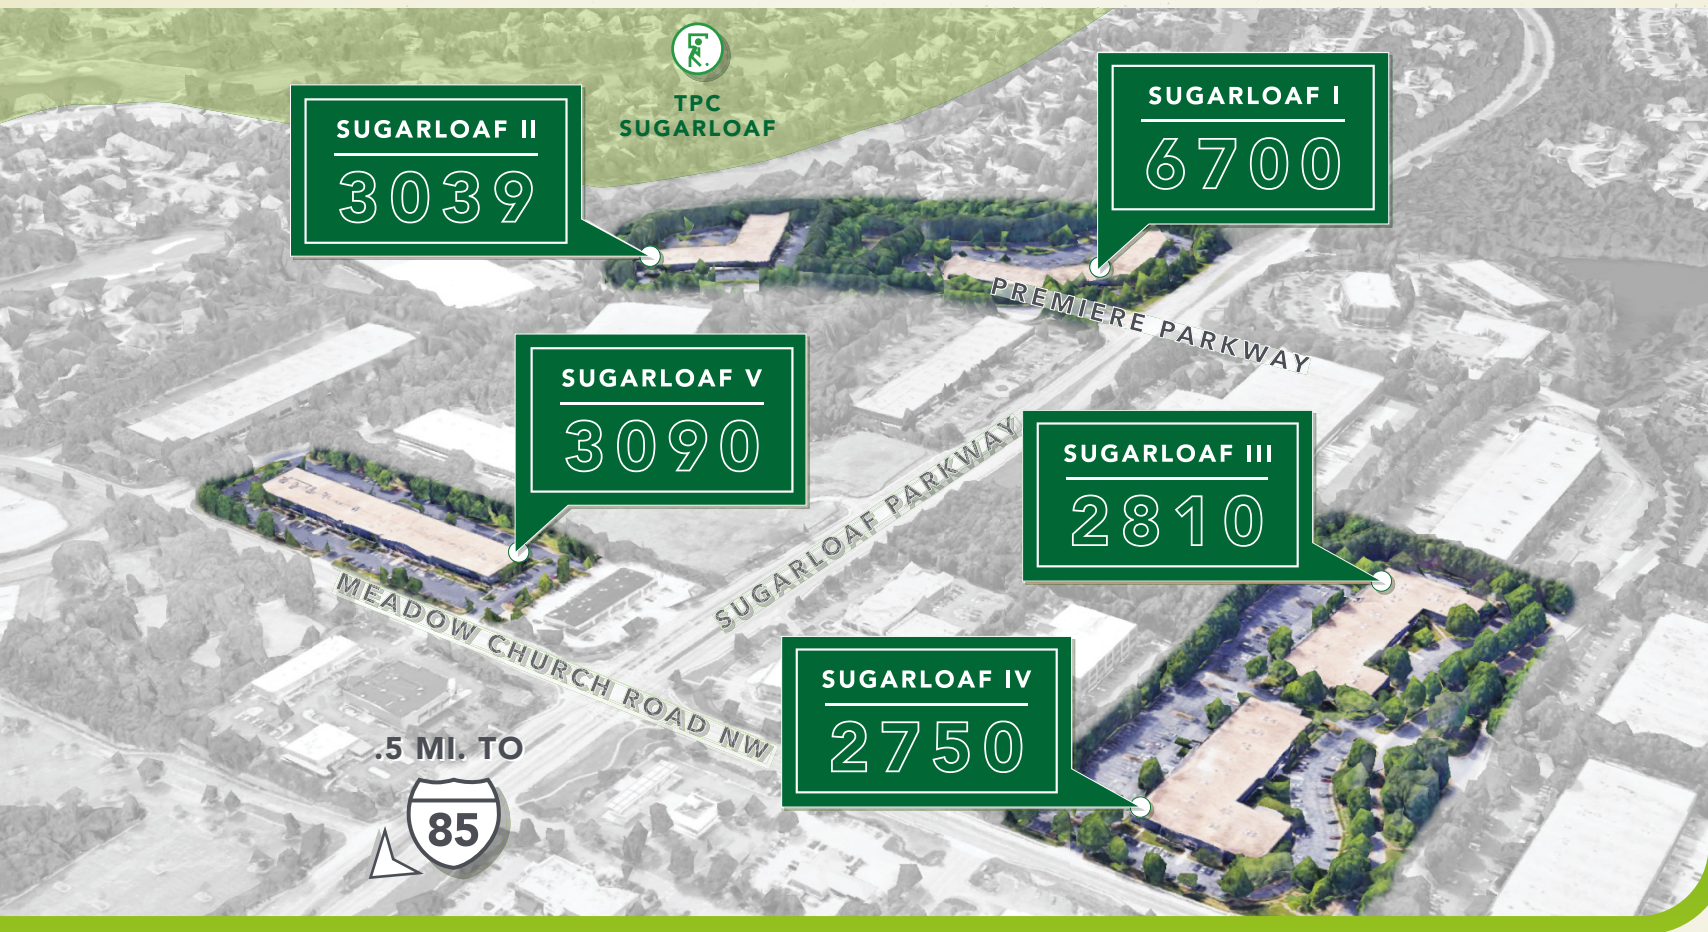 TPC
SUGARLOAF
SUGARLOAF II
3039
SUGARLOAF I
6700
PREMIERE PARKWAY
SUGARLOAF V
3090
SUGARLOAF PARKWAY
SUGARLOAF III
2810
MEADOW CHURCH ROAD NW
SUGARLOAF IV
2750
.5 MI. TO
85